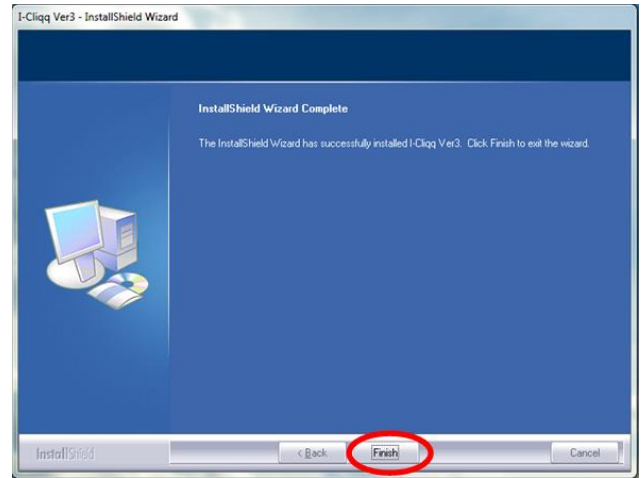 I-Cliqq Ver3 - InstallShield Wizard
InstallShield Wizard Complete
The InstallShield Wizard has successfully installed I-Cliqq Ver3. Click Finish to exit the wizard.
InstallShield
< Back
Finish
Cancel